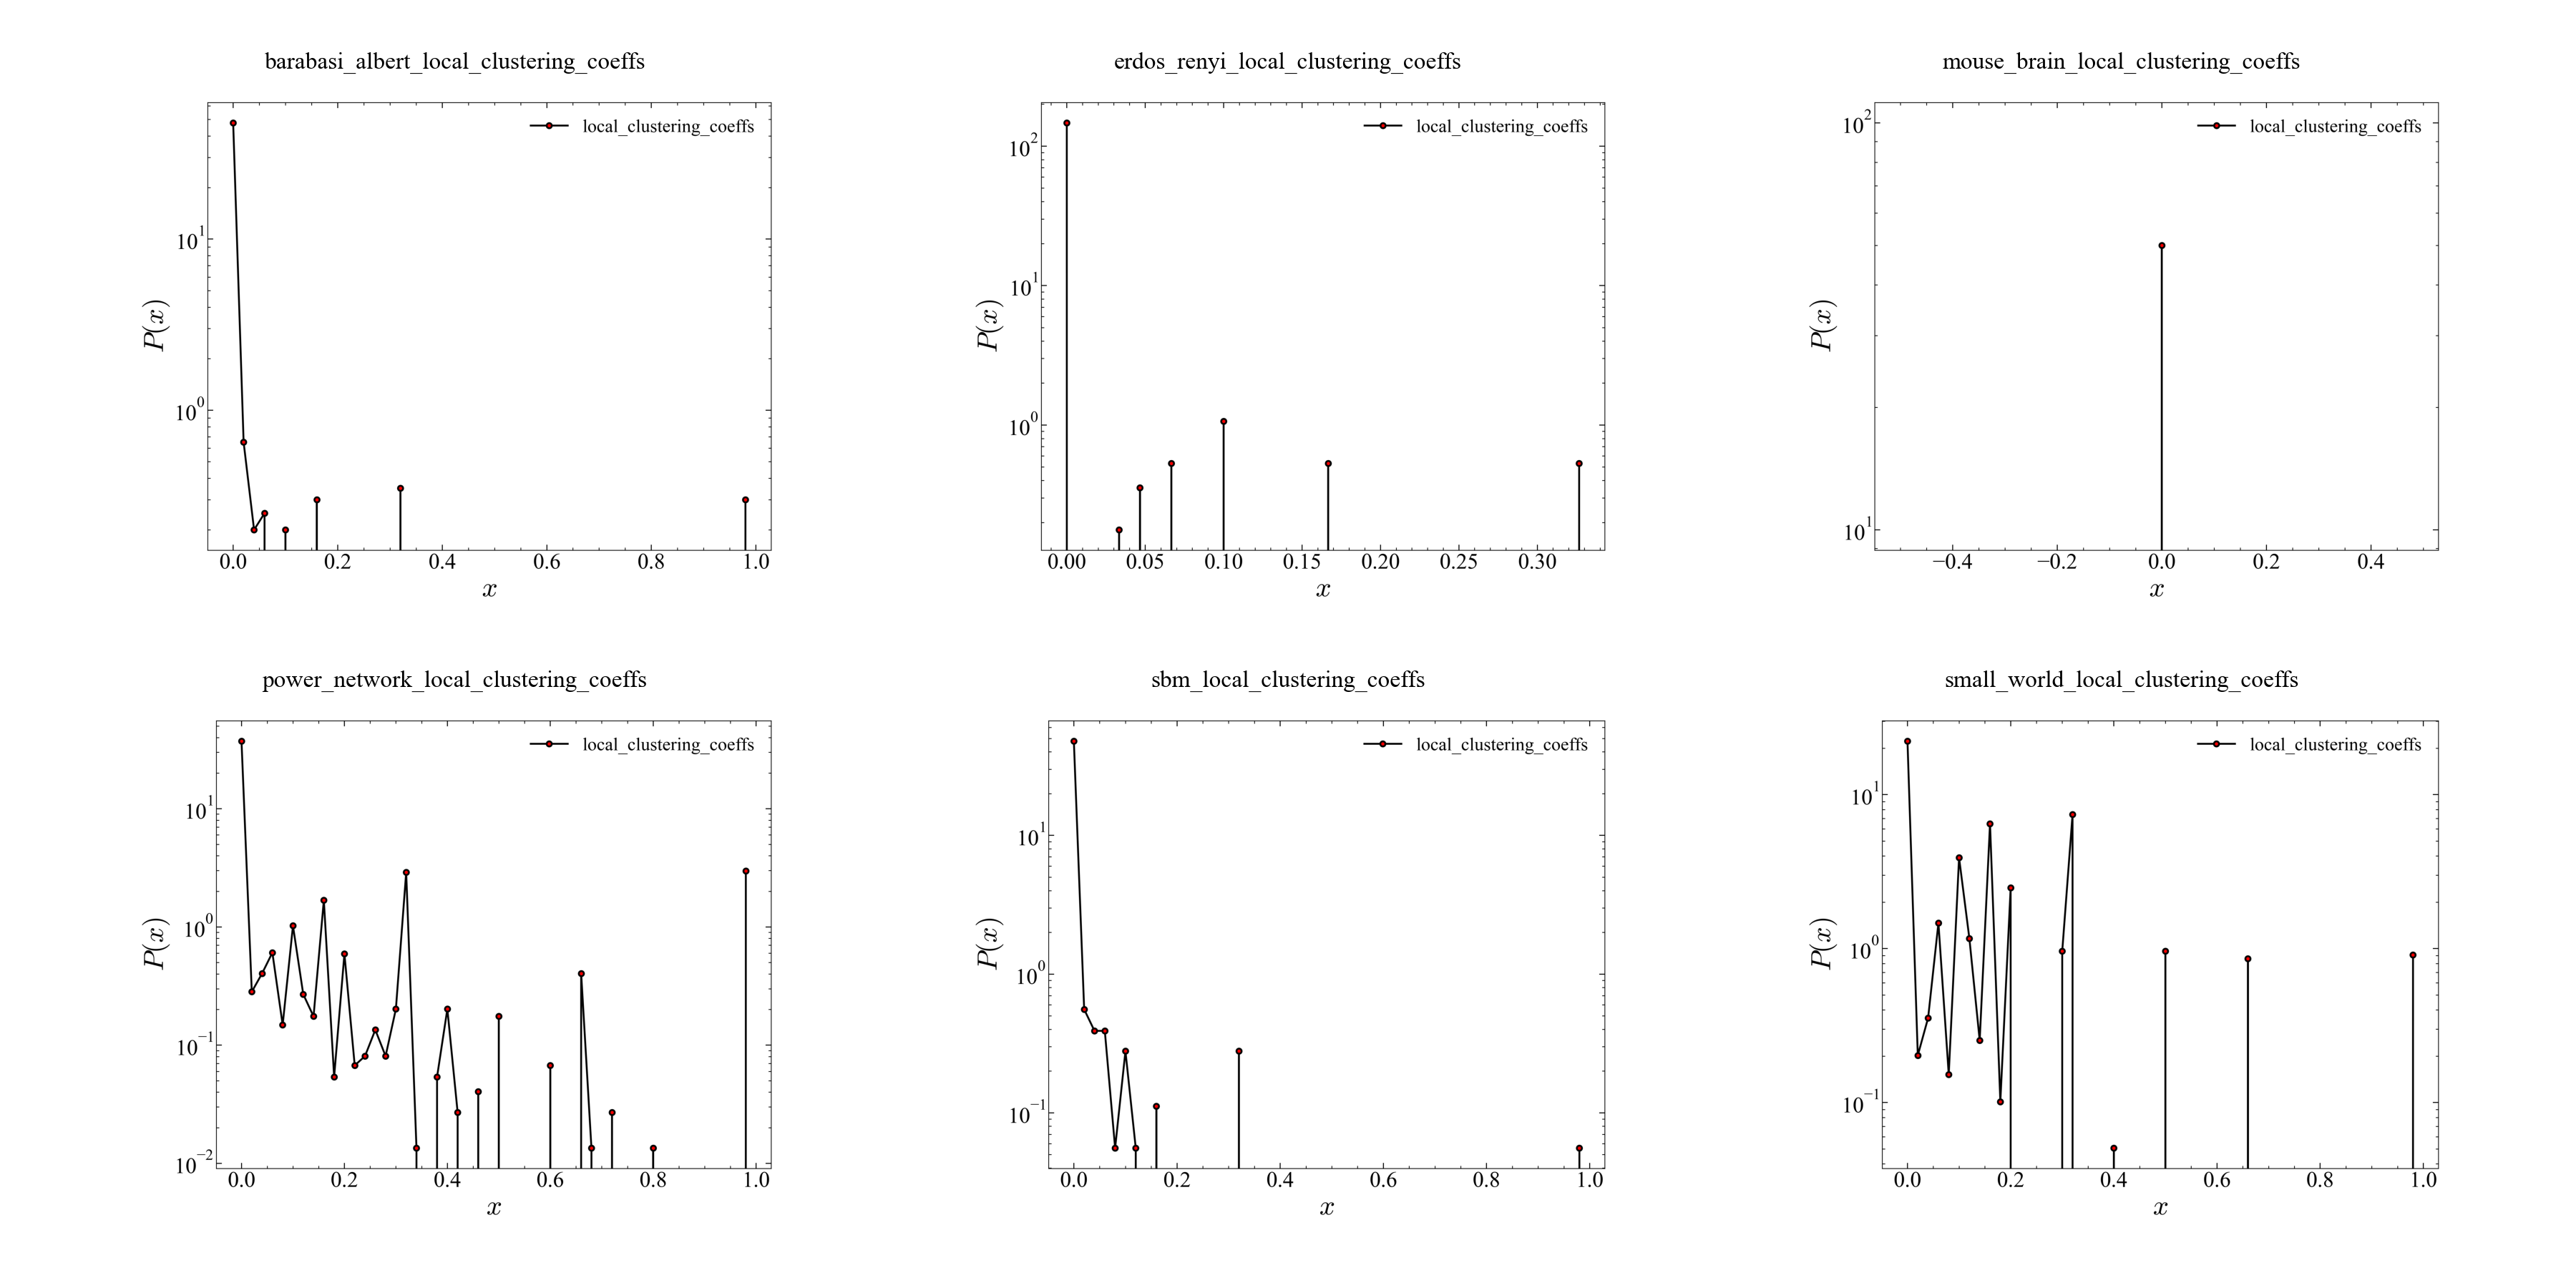 barabasi_albert_local_clustering_coeffs
local_clustering_coeffs
10^1
10^0
P(x)
0.0 0.2 0.4 0.6 0.8 1.0
x
erdos_renyi_local_clustering_coeffs
local_clustering_coeffs
10^2
10^1
10^0
P(x)
0.00 0.05 0.10 0.15 0.20 0.25 0.30
x
mouse_brain_local_clustering_coeffs
local_clustering_coeffs
10^2
10^1
P(x)
−0.4 −0.2 0.0 0.2 0.4
x
power_network_local_clustering_coeffs
local_clustering_coeffs
10^1
10^0
10^−1
10^−2
P(x)
0.0 0.2 0.4 0.6 0.8 1.0
x
sbm_local_clustering_coeffs
local_clustering_coeffs
10^1
10^0
10^−1
P(x)
0.0 0.2 0.4 0.6 0.8 1.0
x
small_world_local_clustering_coeffs
local_clustering_coeffs
10^1
10^0
10^−1
P(x)
0.0 0.2 0.4 0.6 0.8 1.0
x